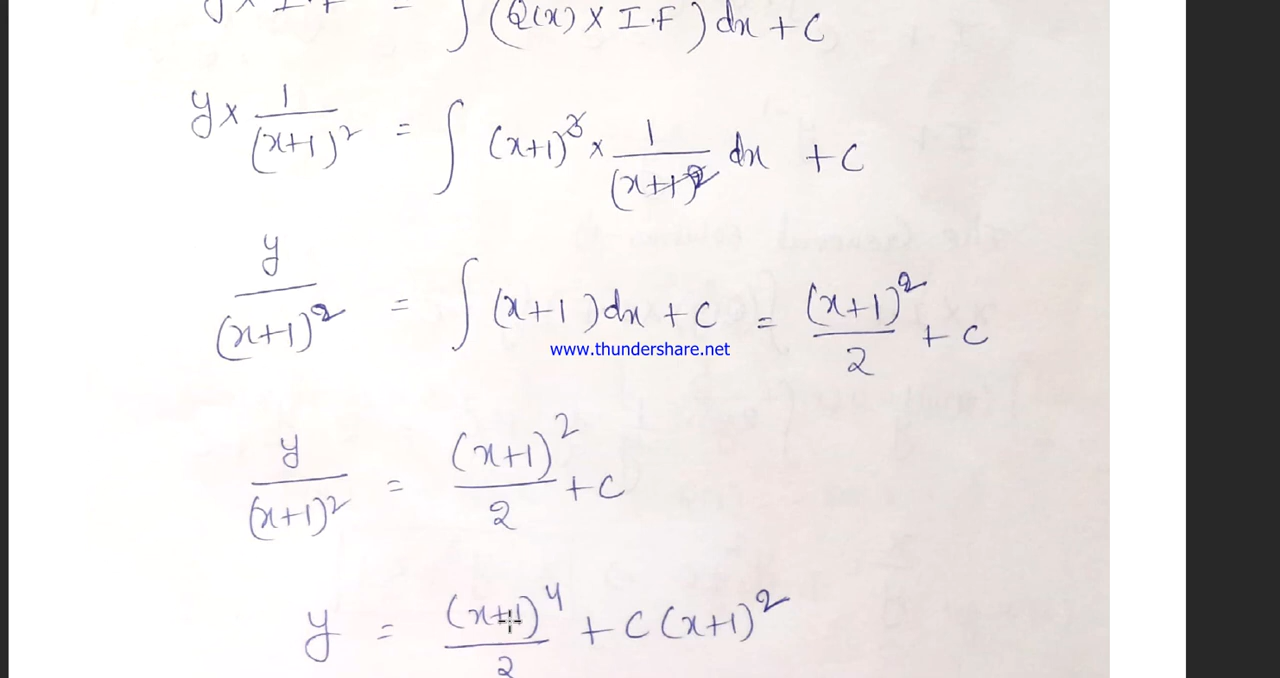 y × I.F = ∫ (Q(x) × I.F) dx + C
y × 1/(x+1)² = ∫ (x+1)³ × 1/(x+1)² dx + C
y/(x+1)² = ∫ (x+1) dx + C = (x+1)²/2 + C
www.thundershare.net
y/(x+1)² = (x+1)²/2 + C
y = (x+1)⁴/2 + C (x+1)²